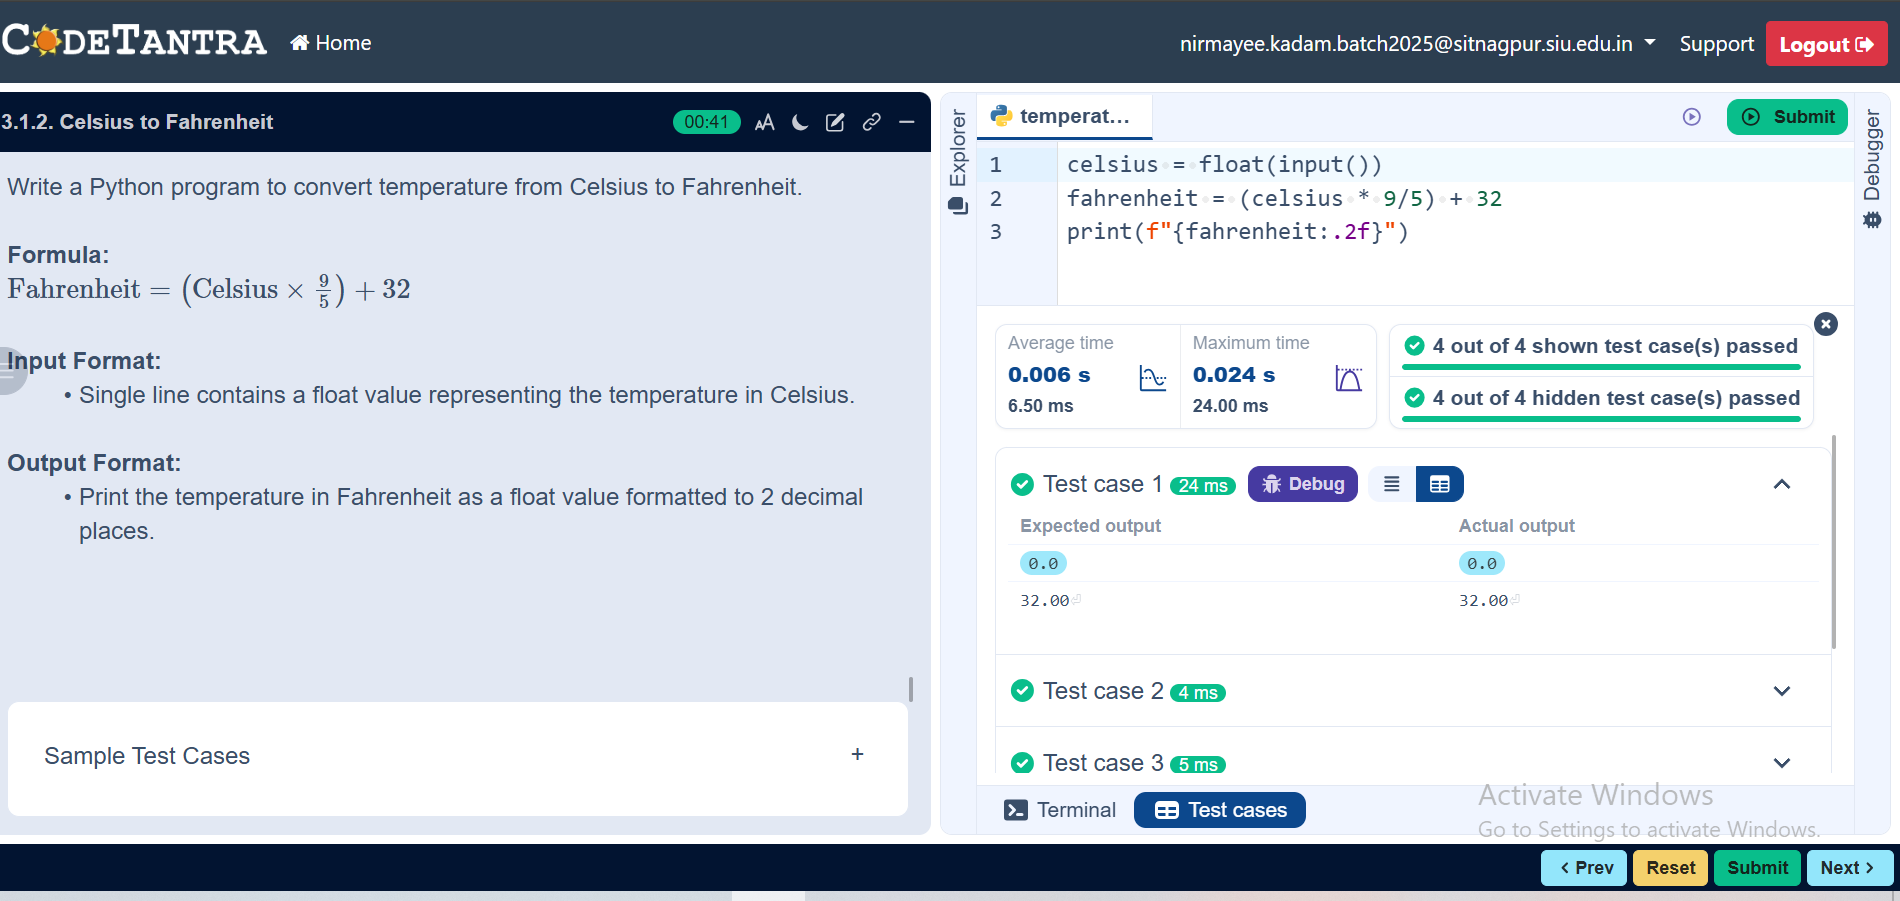 CODETANTRA
Home
nirmayee.kadam.batch2025@sitnagpur.siu.edu.in
Support
Logout
3.1.2. Celsius to Fahrenheit
00:41
AA
Write a Python program to convert temperature from Celsius to Fahrenheit.
Formula:
Fahrenheit = (Celsius × 9/5) + 32
Input Format:
• Single line contains a float value representing the temperature in Celsius.
Output Format:
• Print the temperature in Fahrenheit as a float value formatted to 2 decimal
places.
Sample Test Cases +
Explorer
temperat...
Submit
Debugger
1 celsius = float(input())
2 fahrenheit = (celsius * 9/5) + 32
3 print(f"{fahrenheit:.2f}")
Average time
0.006 s
6.50 ms
Maximum time
0.024 s
24.00 ms
4 out of 4 shown test case(s) passed
4 out of 4 hidden test case(s) passed
Test case 1 24 ms Debug
Expected output Actual output
0.0 0.0
32.00⏎ 32.00⏎
Test case 2 4 ms
Test case 3 5 ms
Terminal Test cases
Activate Windows
Go to Settings to activate Windows.
‹ Prev Reset Submit Next ›